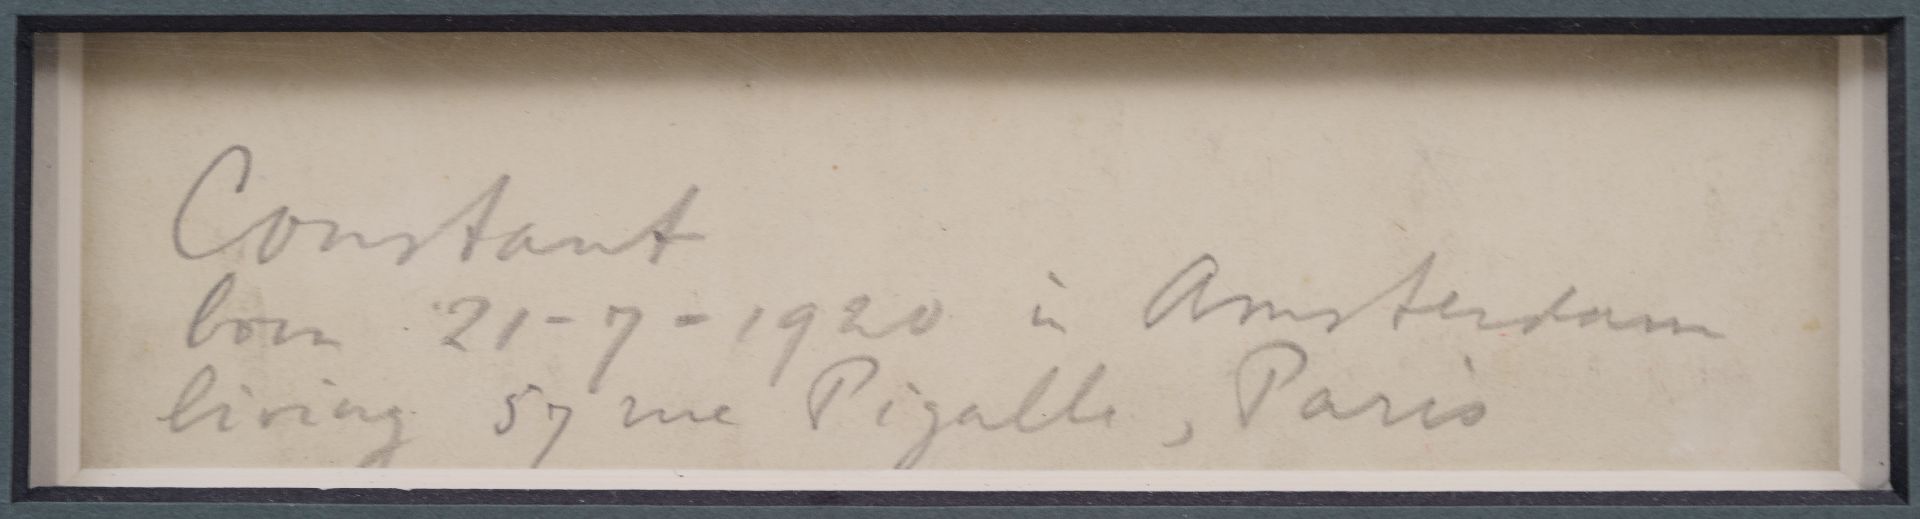 Constant
born 21-7-1920 in Amsterdam
living 57 rue Pigalle, Paris